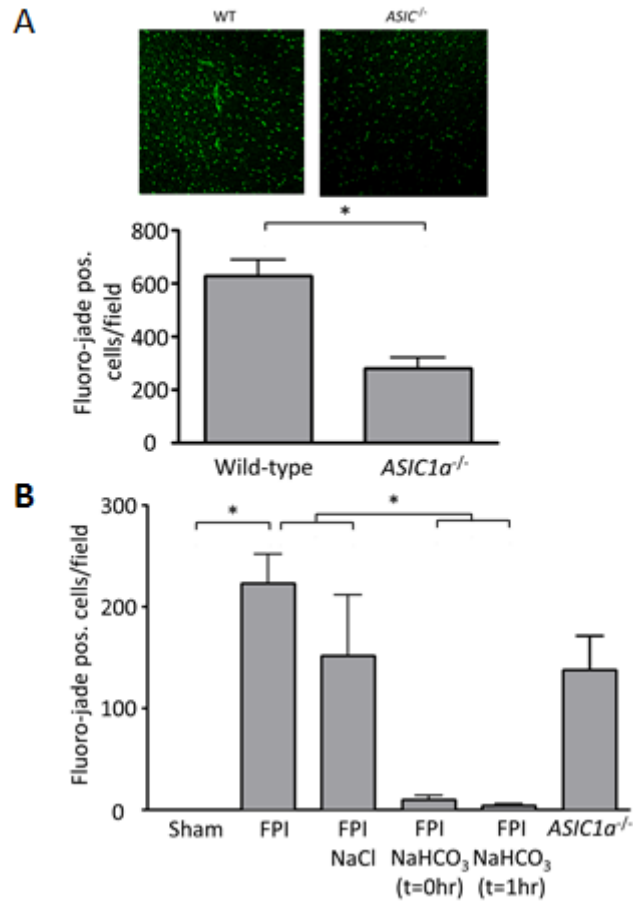 A
WT ASIC-/-
*
800
600
400
200
0
Fluoro-jade pos.
cells/field
Wild-type ASIC1a-/-
B
300
200
100
0
Fluoro-jade pos. cells/field
* *
Sham FPI FPI FPI FPI ASIC1a-/-
NaCl NaHCO3 NaHCO3
(t=0hr) (t=1hr)